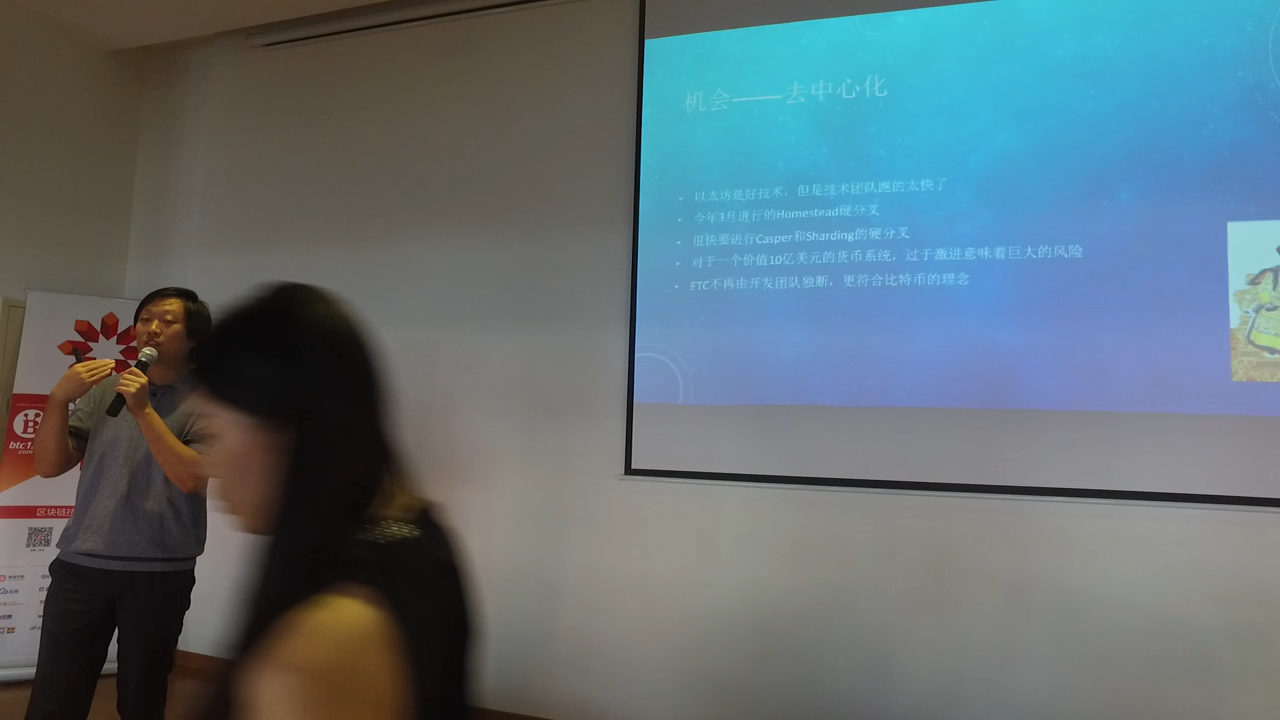 机会——去中心化
以太坊是好技术，但是技术团队跑的太快了
今年3月进行的Homestead硬分叉
很快要进行Casper和Sharding的硬分叉
对于一个价值10亿美元的货币系统，过于激进意味着巨大的风险
ETC不再由开发团队独断，更符合比特币的理念
btc1
.com
区块链技